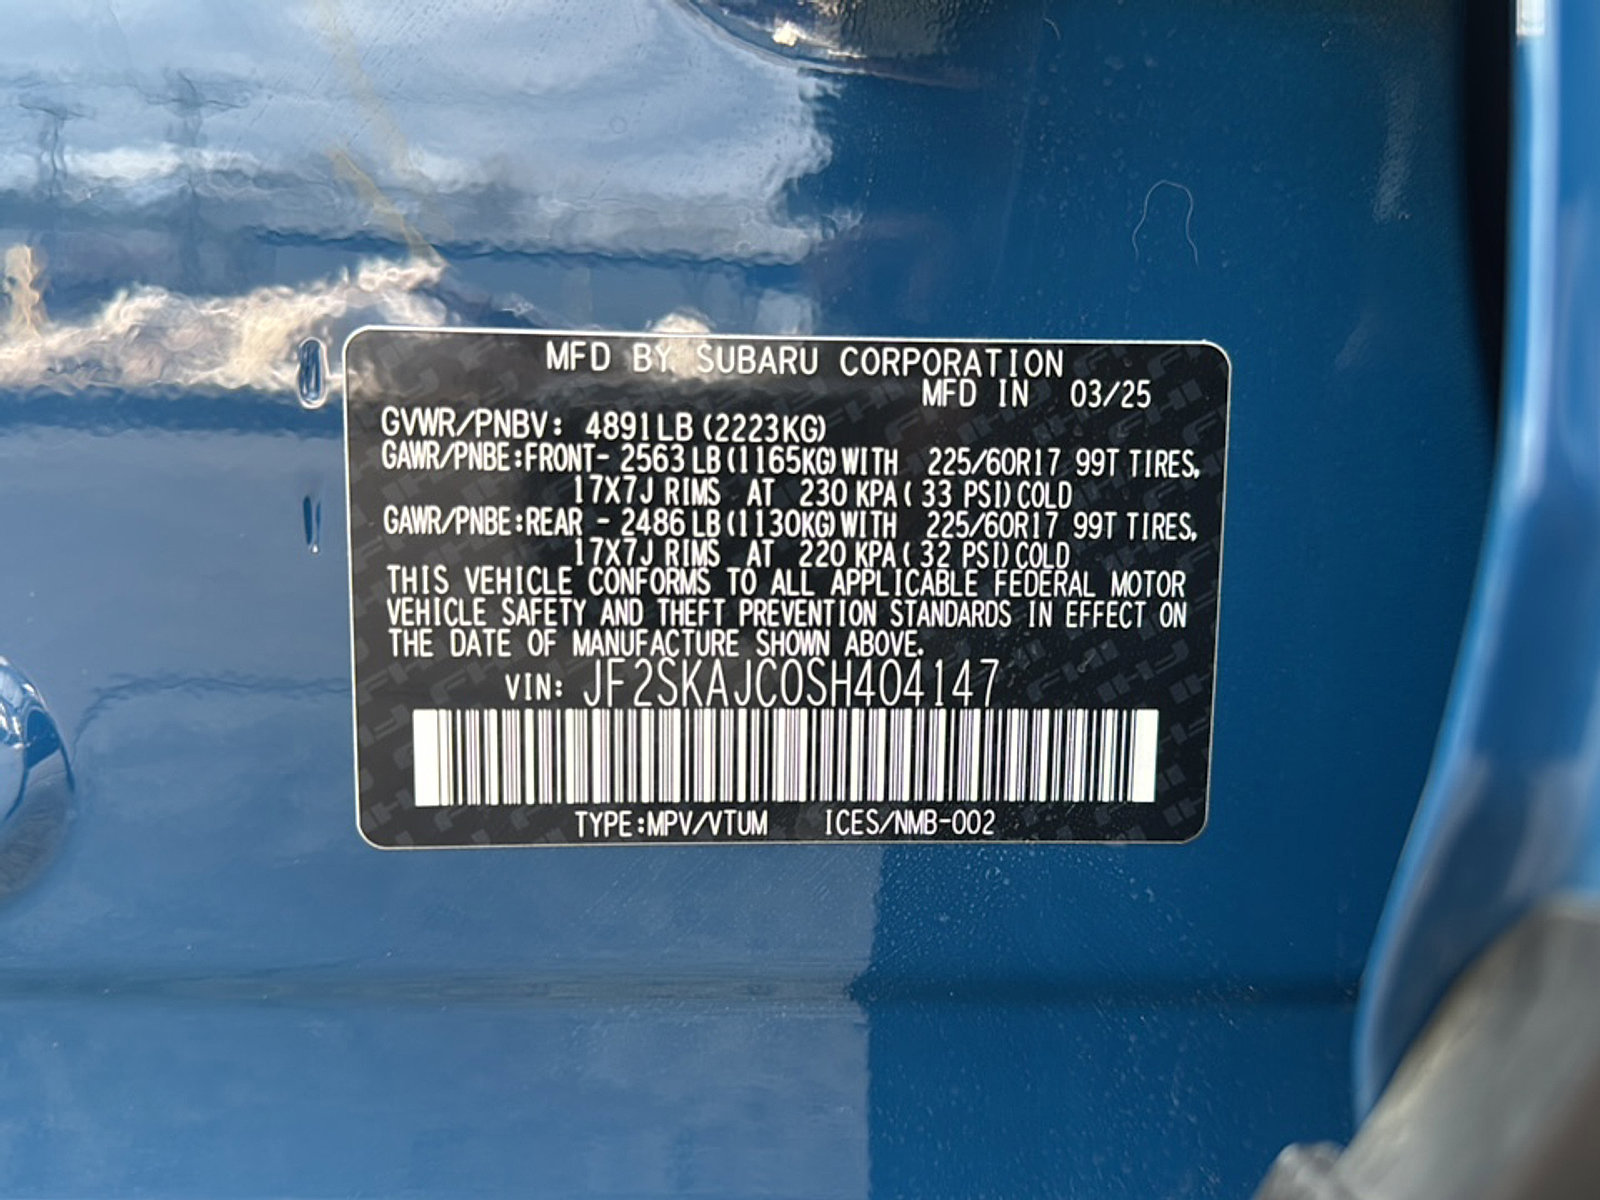 MFD BY SUBARU CORPORATION
MFD IN 03/25
GVWR/PNBV: 4891LB (2223KG)
GAWR/PNBE:FRONT- 2563 LB (1165KG) WITH 225/60R17 99T TIRES,
17X7J RIMS AT 230 KPA ( 33 PSI) COLD
GAWR/PNBE:REAR - 2486 LB (1130KG) WITH 225/60R17 99T TIRES,
17X7J RIMS AT 220 KPA ( 32 PSI) COLD
THIS VEHICLE CONFORMS TO ALL APPLICABLE FEDERAL MOTOR
VEHICLE SAFETY AND THEFT PREVENTION STANDARDS IN EFFECT ON
THE DATE OF MANUFACTURE SHOWN ABOVE.
VIN: JF2SKAJC0SH404147
TYPE:MPV/VTUM ICES/NMB-002